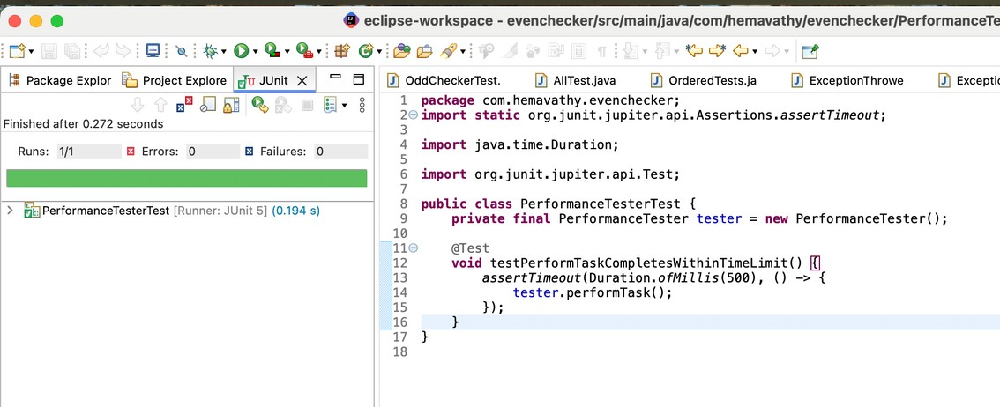 eclipse-workspace - evenchecker/src/main/java/com/hemavathy/evenchecker/PerformanceTe
Package Explor
Project Explore
JUnit
OddCheckerTest.
AllTest.java
OrderedTests.ja
ExceptionThrowe
Exceptio
Finished after 0.272 seconds
Runs: 1/1 Errors: 0 Failures: 0
PerformanceTesterTest [Runner: JUnit 5] (0.194 s)
1 package com.hemavathy.evenchecker;
2 import static org.junit.jupiter.api.Assertions.assertTimeout;
3
4 import java.time.Duration;
5
6 import org.junit.jupiter.api.Test;
7
8 public class PerformanceTesterTest {
9 private final PerformanceTester tester = new PerformanceTester();
10
11 @Test
12 void testPerformTaskCompletesWithinTimeLimit() {
13 assertTimeout(Duration.ofMillis(500), () -> {
14 tester.performTask();
15 });
16 }
17 }
18